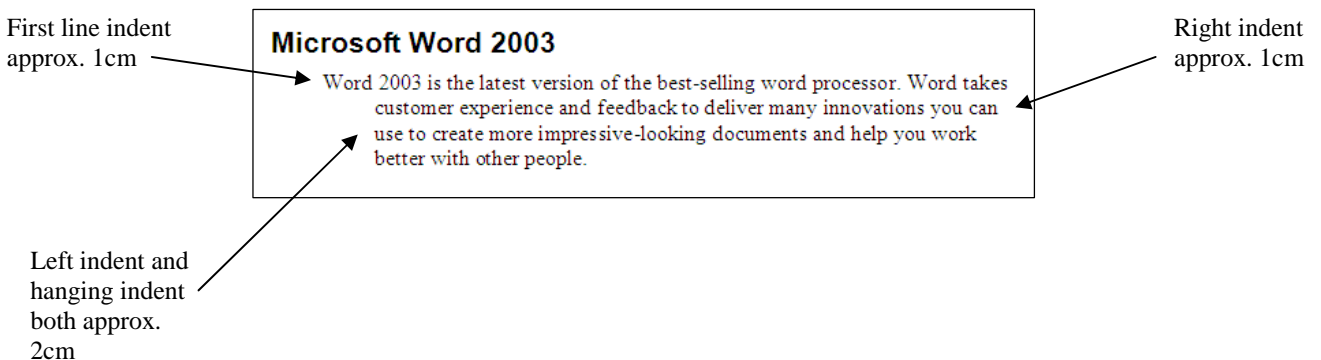 First line indent
approx. 1cm
Microsoft Word 2003
Word 2003 is the latest version of the best-selling word processor. Word takes
customer experience and feedback to deliver many innovations you can
use to create more impressive-looking documents and help you work
better with other people.
Right indent
approx. 1cm
Left indent and
hanging indent
both approx.
2cm